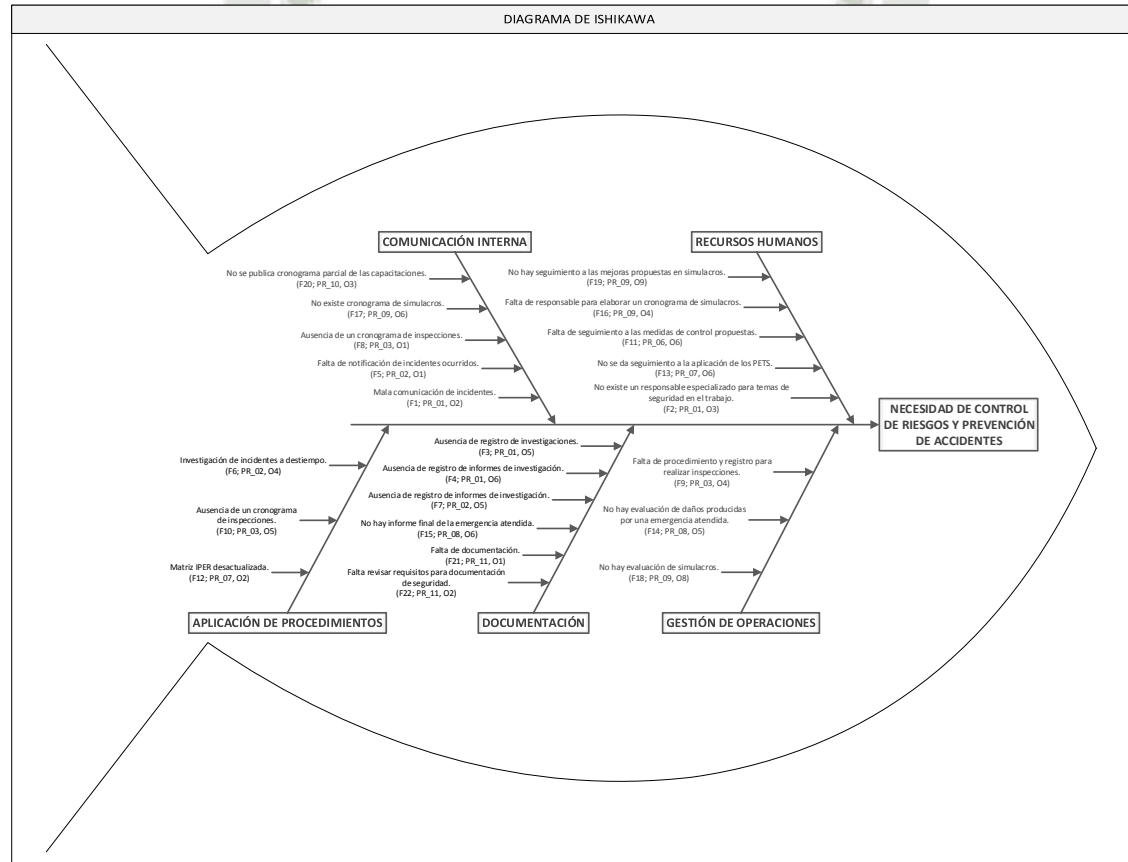 DIAGRAMA DE ISHIKAWA
COMUNICACIÓN INTERNA
No se publica cronograma parcial de las capacitaciones.
(F20; PR_10, O3)
No existe cronograma de simulacros.
(F17; PR_09, O6)
Ausencia de un cronograma de inspecciones.
(F8; PR_03, O1)
Falta de notificación de incidentes ocurridos.
(F5; PR_02, O1)
Mala comunicación de incidentes.
(F1; PR_01, O2)
RECURSOS HUMANOS
No hay seguimiento a las mejoras propuestas en simulacros.
(F19; PR_09, O9)
Falta de responsable para elaborar un cronograma de simulacros.
(F16; PR_09, O4)
Falta de seguimiento a las medidas de control propuestas.
(F11; PR_06, O6)
No se da seguimiento a la aplicación de los PETS.
(F13; PR_07, O6)
No existe un responsable especializado para temas de
seguridad en el trabajo.
(F2; PR_01, O3)
NECESIDAD DE CONTROL
DE RIESGOS Y PREVENCIÓN
DE ACCIDENTES
Investigación de incidentes a destiempo.
(F6; PR_02, O4)
Ausencia de un cronograma
de inspecciones.
(F10; PR_03, O5)
Matriz IPER desactualizada.
(F12; PR_07, O2)
APLICACIÓN DE PROCEDIMIENTOS
Ausencia de registro de investigaciones.
(F3; PR_01, O5)
Ausencia de registro de informes de investigación.
(F4; PR_01, O6)
Ausencia de registro de informes de investigación.
(F7; PR_02, O5)
No hay informe final de la emergencia atendida.
(F15; PR_08, O6)
Falta de documentación.
(F21; PR_11, O1)
Falta revisar requisitos para documentación
de seguridad.
(F22; PR_11, O2)
DOCUMENTACIÓN
Falta de procedimiento y registro para
realizar inspecciones.
(F9; PR_03, O4)
No hay evaluación de daños producidas
por una emergencia atendida.
(F14; PR_08, O5)
No hay evaluación de simulacros.
(F18; PR_09, O8)
GESTIÓN DE OPERACIONES